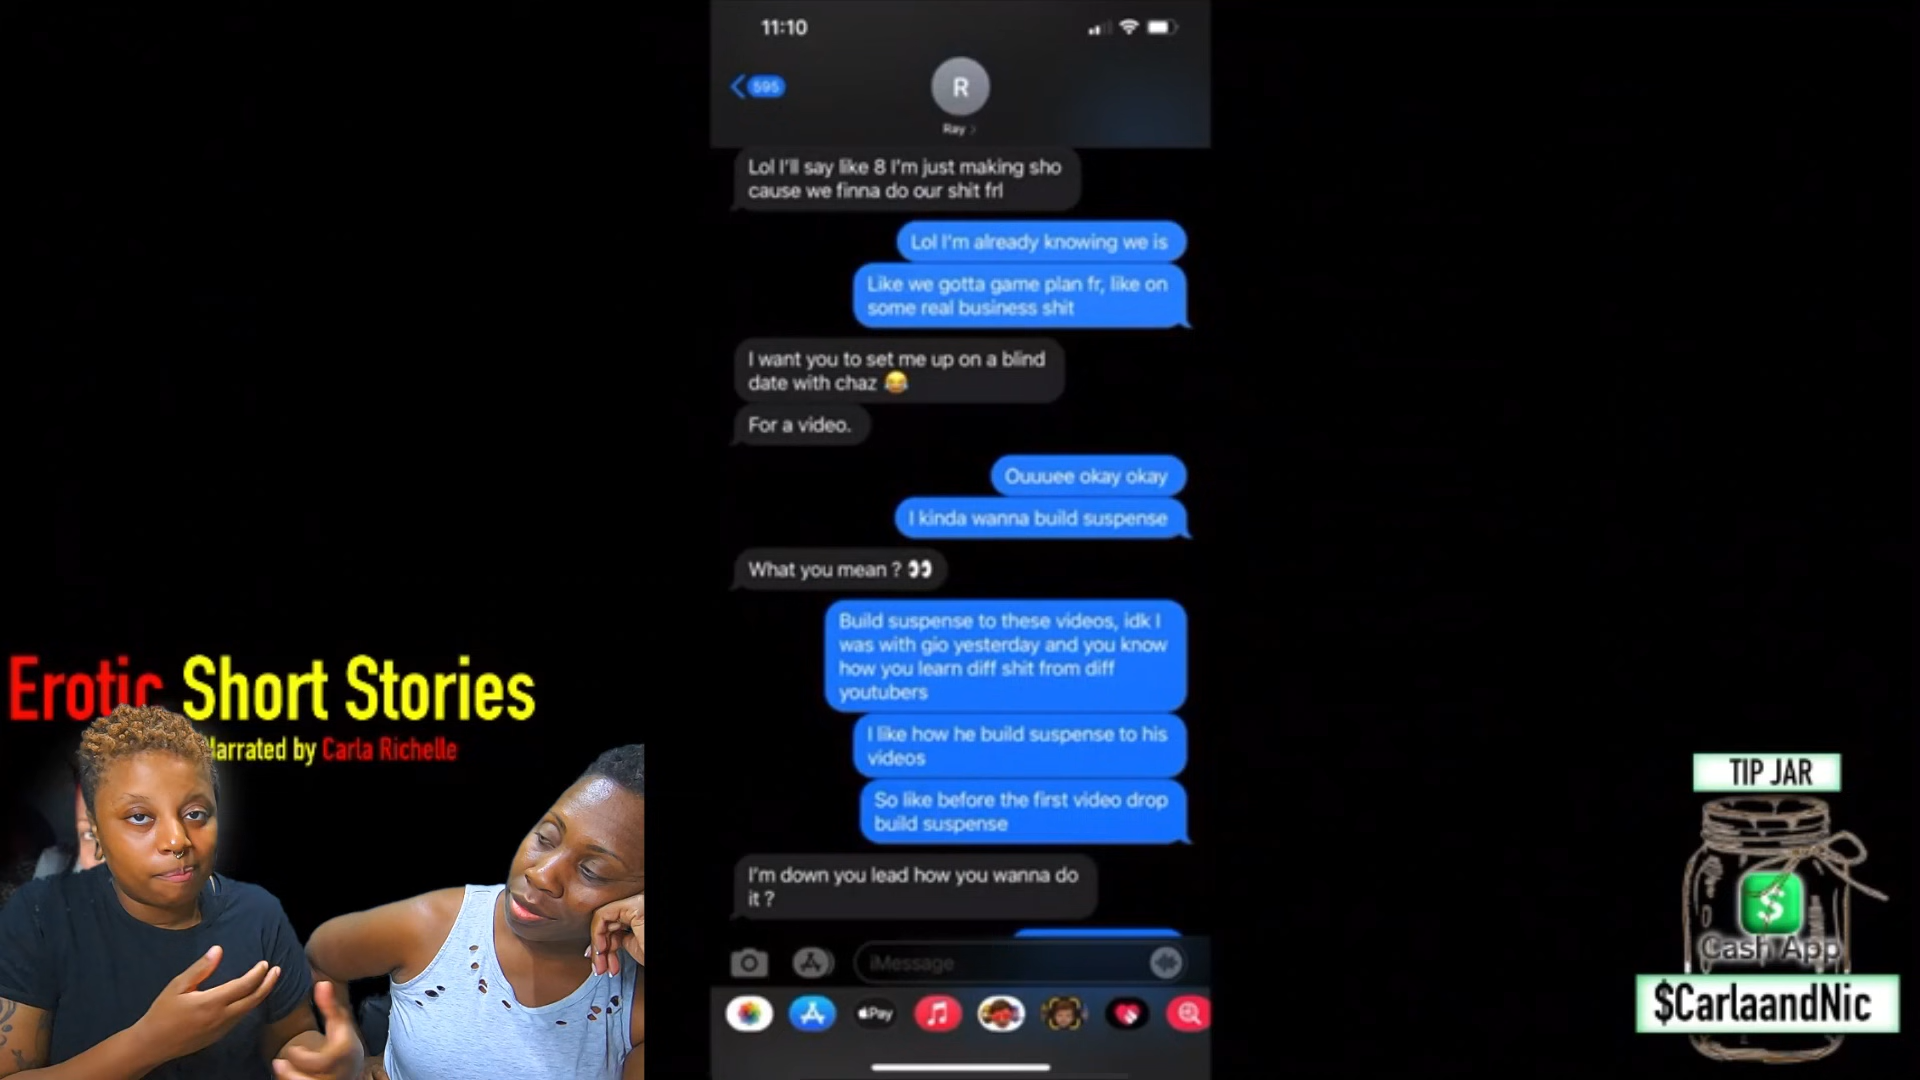 11:10
595
R
Ray
Lol I'll say like 8 I'm just making sho
cause we finna do our shit frl
Lol I'm already knowing we is
Like we gotta game plan fr, like on
some real business shit
I want you to set me up on a blind
date with chaz 😂
For a video.
Ouuuee okay okay
I kinda wanna build suspense
What you mean ? 👀
Build suspense to these videos, idk I
was with gio yesterday and you know
how you learn diff shit from diff
youtubers
I like how he build suspense to his
videos
So like before the first video drop
build suspense
I'm down you lead how you wanna do
it ?
iMessage
Pay
Erotic Short Stories
Narrated by Carla Richelle
TIP JAR
$
Cash App
$CarlaandNic